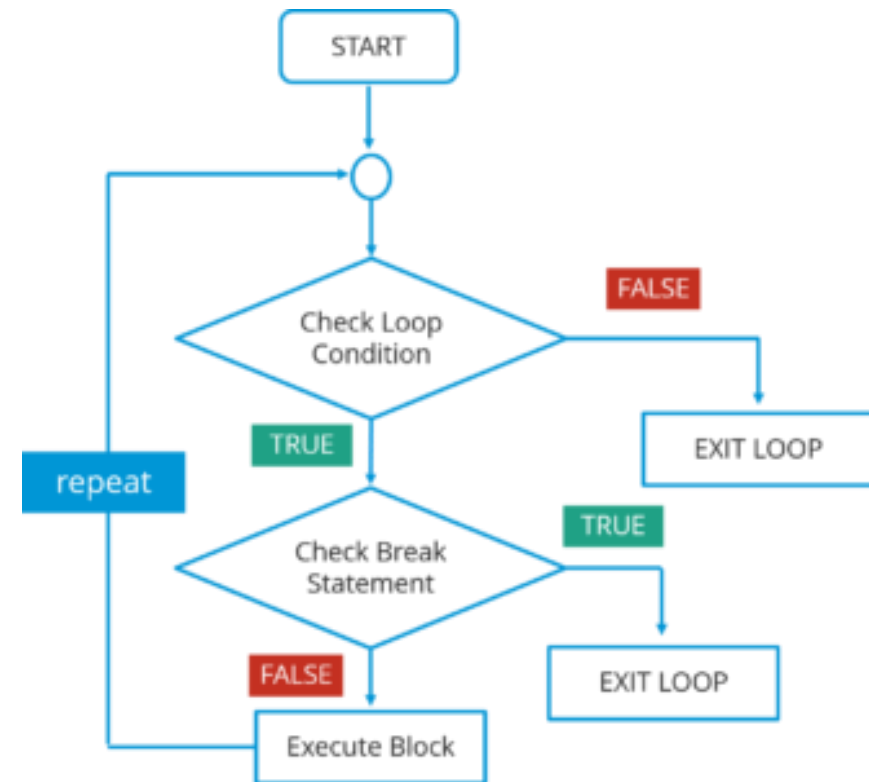 START
FALSE
Check Loop
Condition
TRUE
EXIT LOOP
repeat
TRUE
Check Break
Statement
FALSE
EXIT LOOP
Execute Block